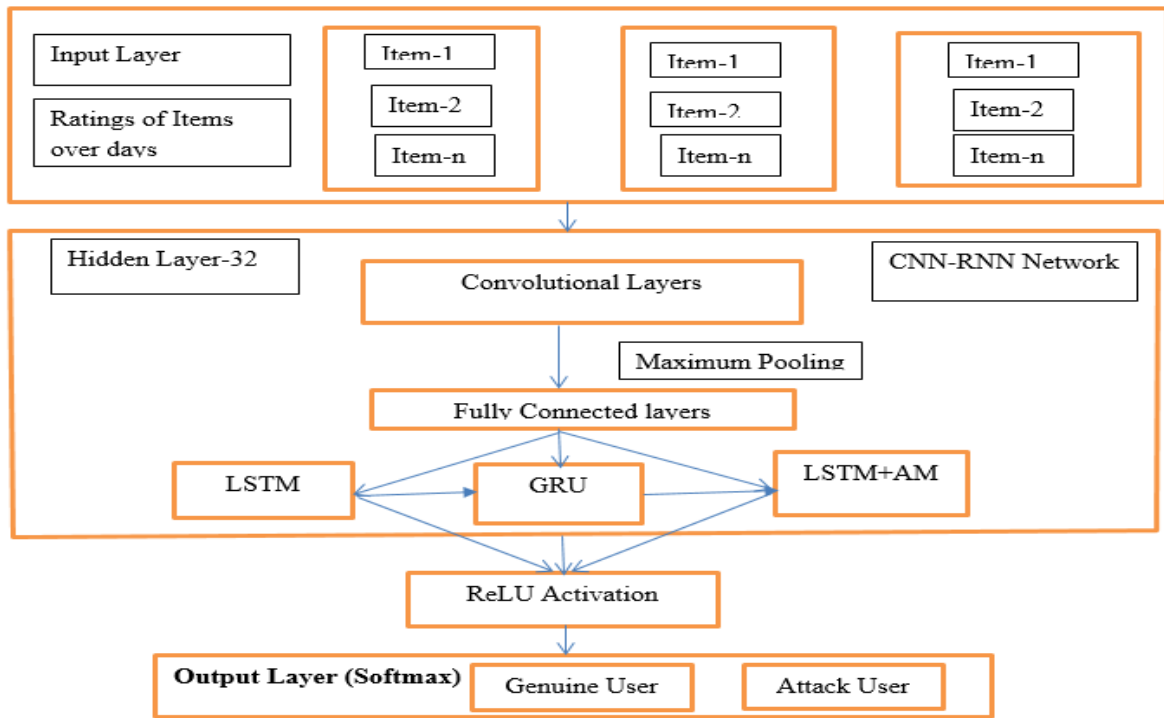 Input Layer
Ratings of Items
over days
Item-1
Item-2
Item-n
Item-1
Item-2
Item-n
Item-1
Item-2
Item-n
Hidden Layer-32
CNN-RNN Network
Convolutional Layers
Maximum Pooling
Fully Connected layers
LSTM
GRU
LSTM+AM
ReLU Activation
Output Layer (Softmax)
Genuine User
Attack User